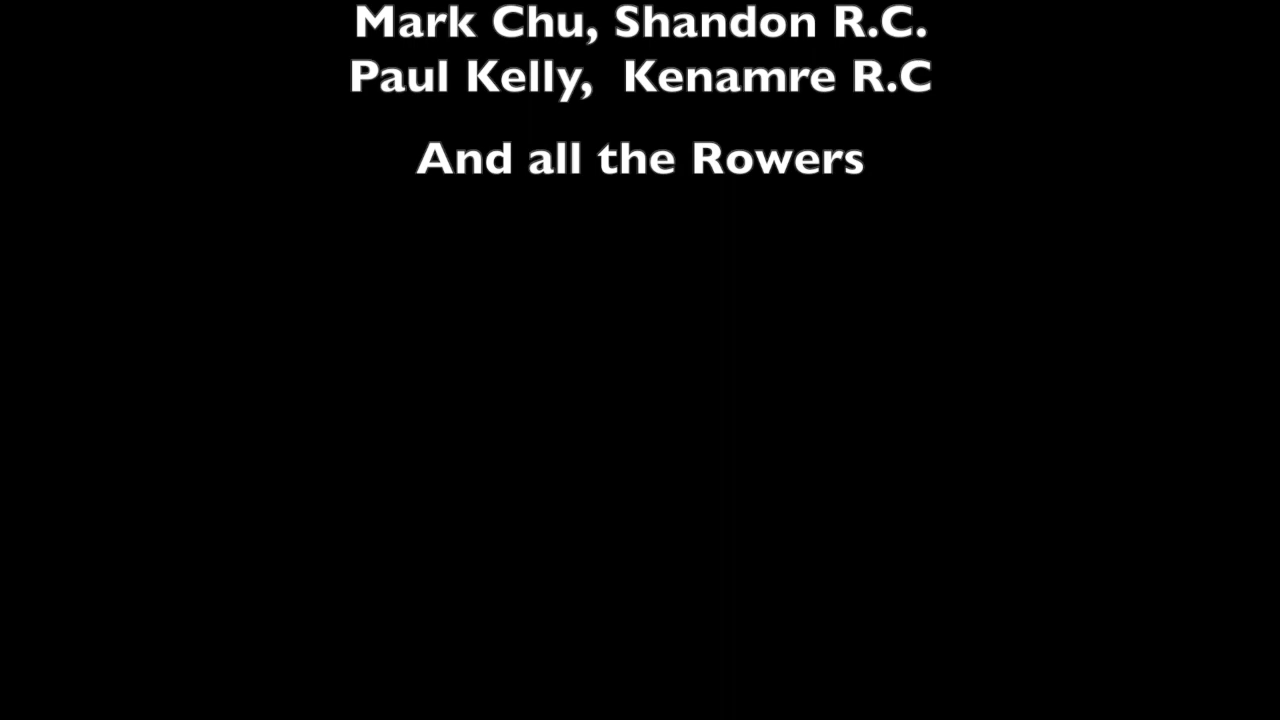 Mark Chu, Shandon R.C.
Paul Kelly,  Kenamre R.C
And all the Rowers